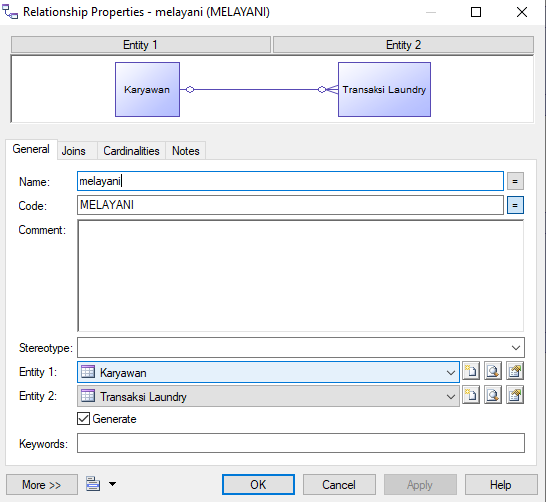 Relationship Properties - melayani (MELAYANI)
Entity 1 Entity 2
Karyawan Transaksi Laundry
General Joins Cardinalities Notes
Name: melayani =
Code: MELAYANI =
Comment:
Stereotype:
Entity 1: Karyawan
Entity 2: Transaksi Laundry
Generate
Keywords:
More >> OK Cancel Apply Help